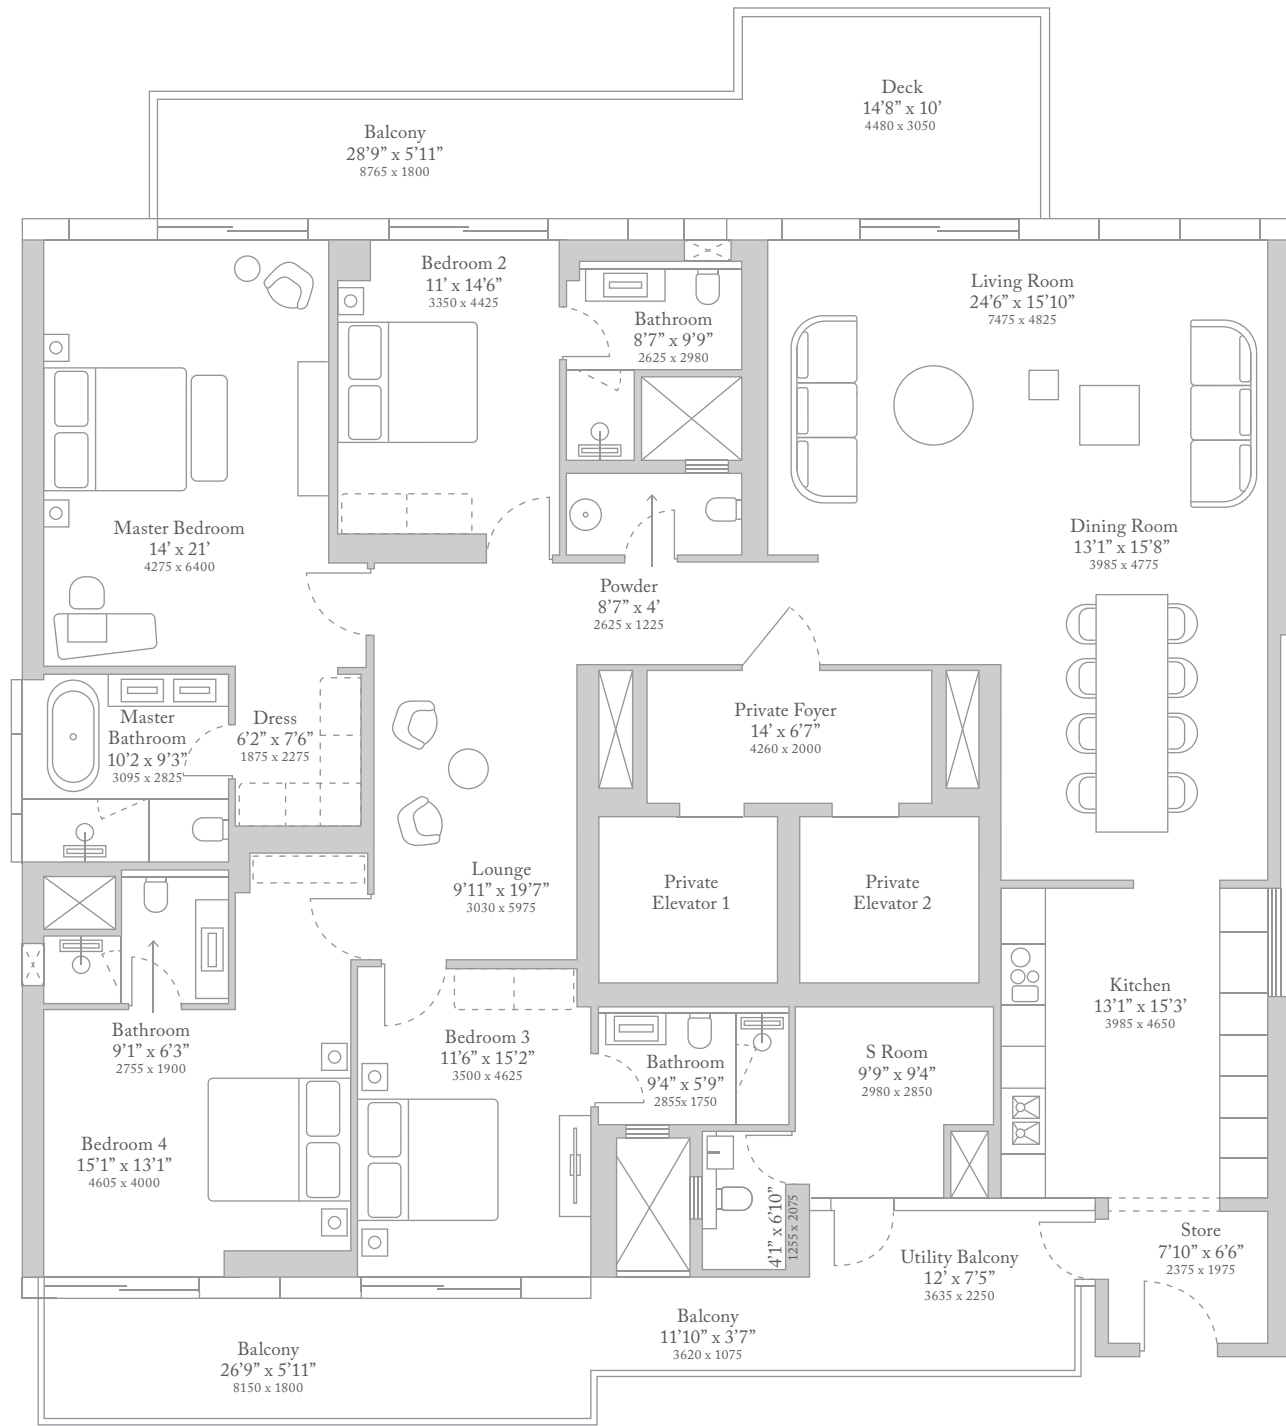 Deck
14’8” x 10’
4480 x 3050
Balcony
28’9” x 5’11”
8765 x 1800
Bedroom 2
11’ x 14’6”
3350 x 4425
Living Room
24’6” x 15’10”
7475 x 4825
Bathroom
8’7” x 9’9”
2625 x 2980
Master Bedroom
14’ x 21’
4275 x 6400
Dining Room
13’1” x 15’8”
3985 x 4775
Powder
8’7” x 4’
2625 x 1225
Master
Bathroom
10’2 x 9’3”
3095 x 2825
Dress
6’2” x 7’6”
1875 x 2275
Private Foyer
14’ x 6’7”
4260 x 2000
Lounge
9’11” x 19’7”
3030 x 5975
Private
Elevator 1
Private
Elevator 2
Kitchen
13’1” x 15’3’
3985 x 4650
Bathroom
9’1” x 6’3”
2755 x 1900
Bedroom 3
11’6” x 15’2”
3500 x 4625
Bathroom
9’4” x 5’9”
2855x 1750
S Room
9’9” x 9’4”
2980 x 2850
Bedroom 4
15’1” x 13’1”
4605 x 4000
4’1” x 6’10”
1255 x 2075
Utility Balcony
12’ x 7’5”
3635 x 2250
Store
7’10” x 6’6”
2375 x 1975
Balcony
11’10” x 3’7”
3620 x 1075
Balcony
26’9” x 5’11”
8150 x 1800